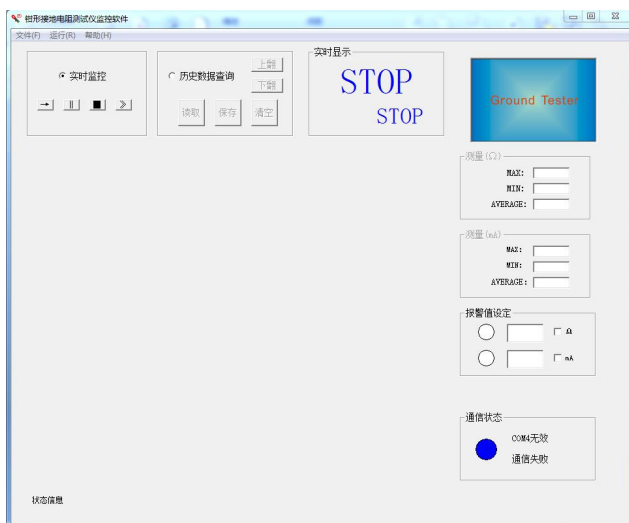 钳形接地电阻测试仪监控软件
文件(F) 运行(R) 帮助(H)
实时监控
历史数据查询
上翻
下翻
读取 保存 清空
实时显示
STOP
STOP
Ground Tester
测量(Ω)
MAX:
MIN:
AVERAGE:
测量(mA)
MAX:
MIN:
AVERAGE:
报警值设定
Ω
mA
通信状态
COM4无效
通信失败
状态信息